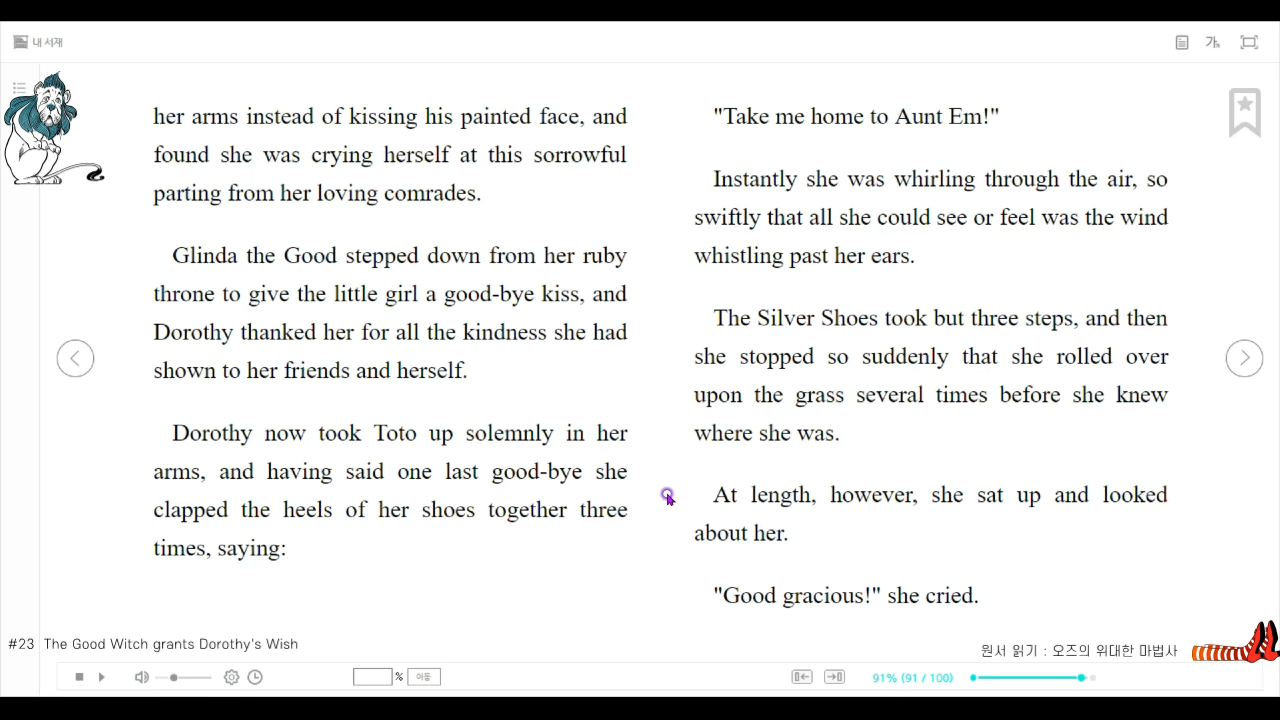 내 서재
가
her arms instead of kissing his painted face, and
found she was crying herself at this sorrowful
parting from her loving comrades.
Glinda the Good stepped down from her ruby
throne to give the little girl a good-bye kiss, and
Dorothy thanked her for all the kindness she had
shown to her friends and herself.
Dorothy now took Toto up solemnly in her
arms, and having said one last good-bye she
clapped the heels of her shoes together three
times, saying:
"Take me home to Aunt Em!"
Instantly she was whirling through the air, so
swiftly that all she could see or feel was the wind
whistling past her ears.
The Silver Shoes took but three steps, and then
she stopped so suddenly that she rolled over
upon the grass several times before she knew
where she was.
At length, however, she sat up and looked
about her.
"Good gracious!" she cried.
#23 The Good Witch grants Dorothy's Wish
원서 읽기 : 오즈의 위대한 마법사
% 이동
91% (91 / 100)